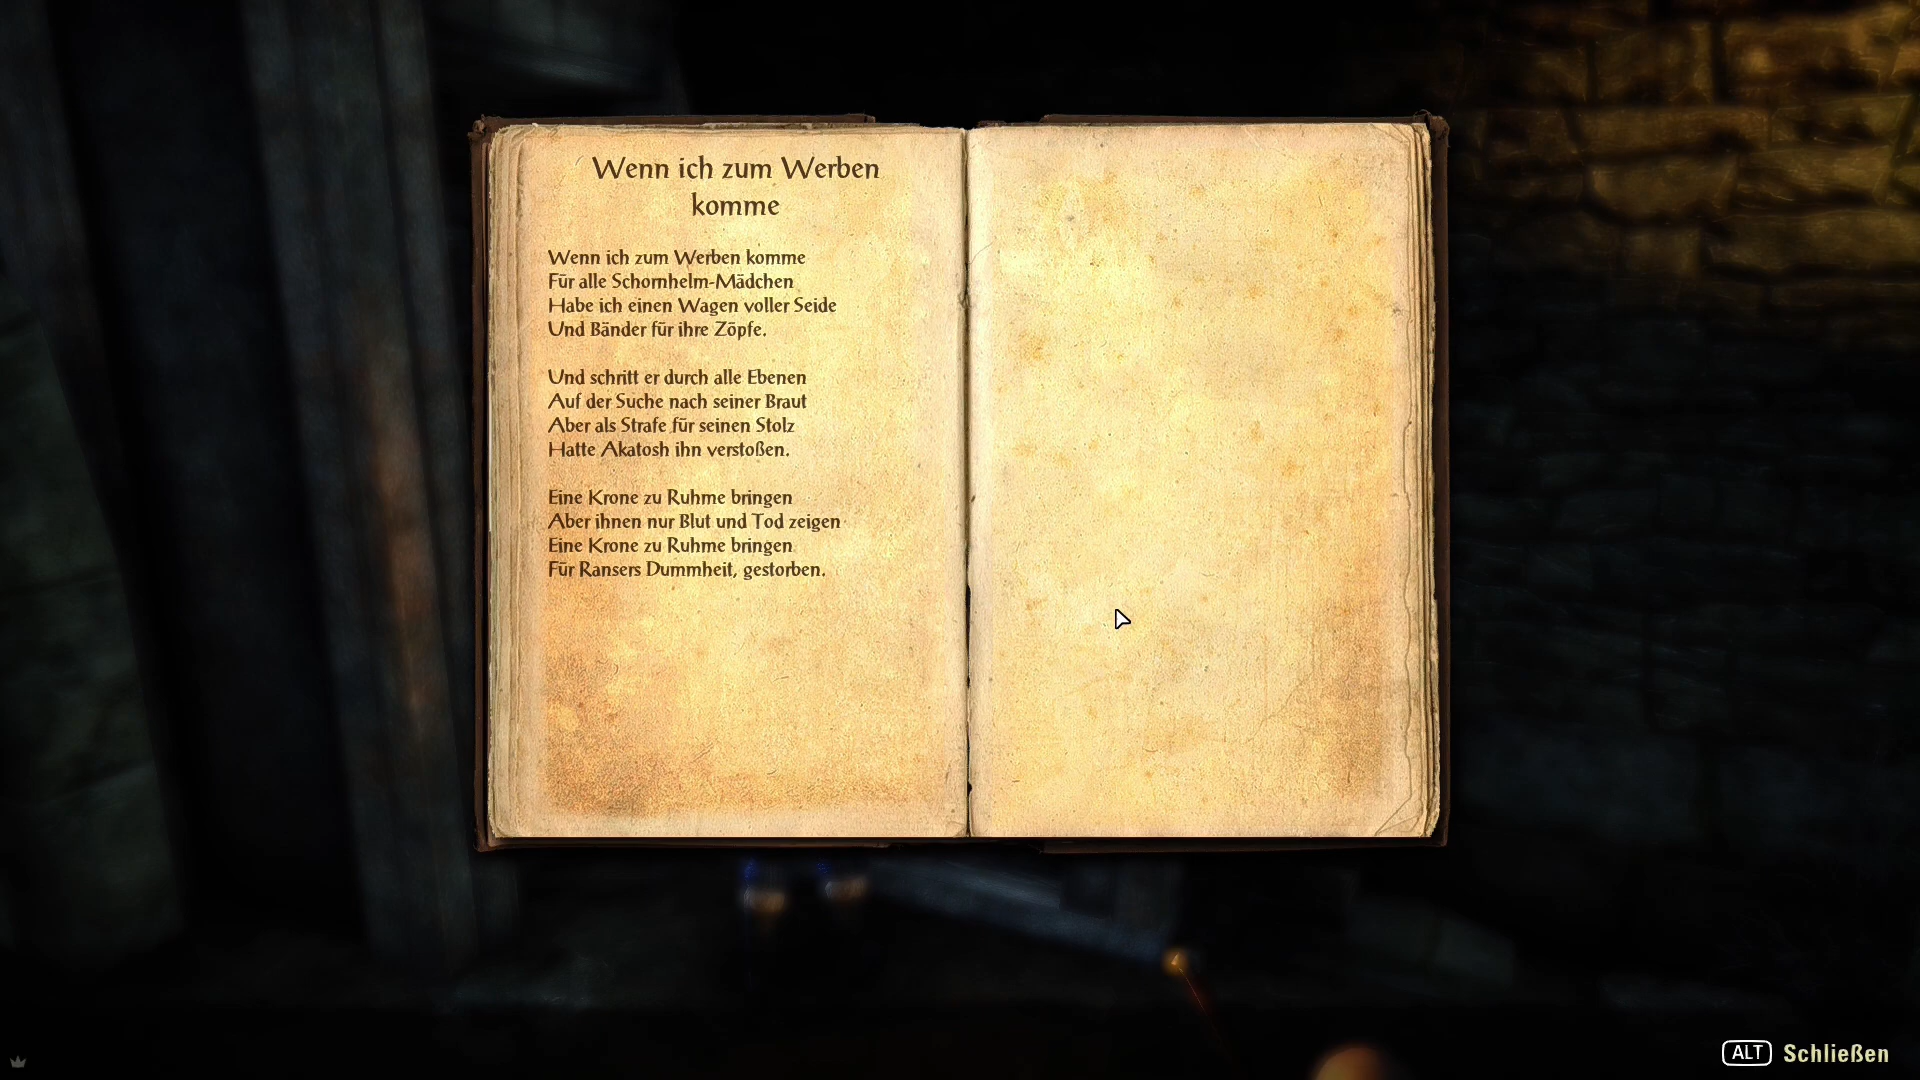 Wenn ich zum Werben
komme
Wenn ich zum Werben komme
Für alle Schornhelm-Mädchen
Habe ich einen Wagen voller Seide
Und Bänder für ihre Zöpfe.
Und schritt er durch alle Ebenen
Auf der Suche nach seiner Braut
Aber als Strafe für seinen Stolz
Hatte Akatosh ihn verstoßen.
Eine Krone zu Ruhme bringen
Aber ihnen nur Blut und Tod zeigen
Eine Krone zu Ruhme bringen
Für Ransers Dummheit, gestorben.
ALT Schließen